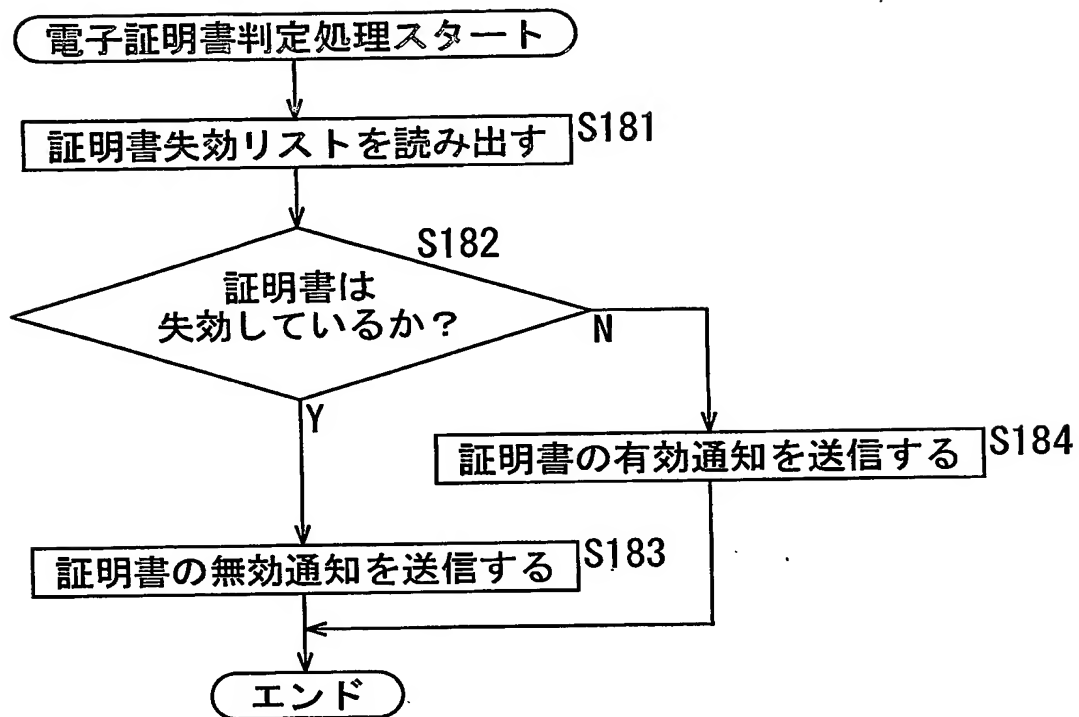 電子証明書判定処理スタート
証明書失効リストを読み出す
S181
S182
証明書は
失効しているか？
N
Y
証明書の有効通知を送信する
S184
証明書の無効通知を送信する
S183
エンド